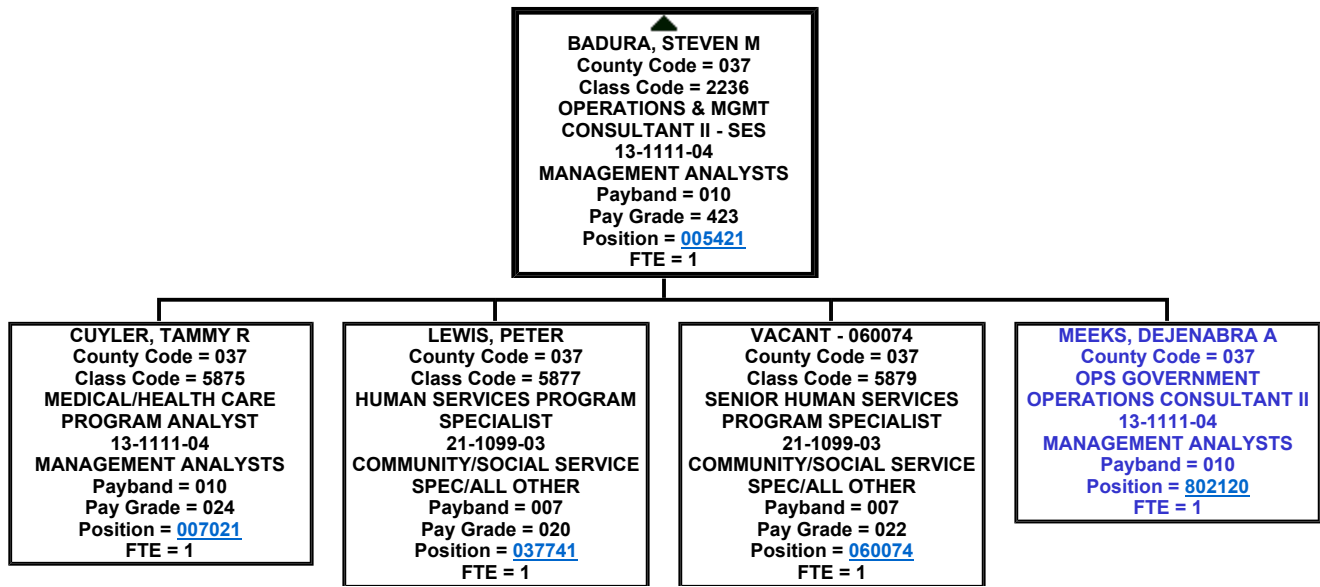 BADURA, STEVEN M
County Code = 037
Class Code = 2236
OPERATIONS & MGMT
CONSULTANT II - SES
13-1111-04
MANAGEMENT ANALYSTS
Payband = 010
Pay Grade = 423
Position = 005421
FTE = 1
CUYLER, TAMMY R
County Code = 037
Class Code = 5875
MEDICAL/HEALTH CARE
PROGRAM ANALYST
13-1111-04
MANAGEMENT ANALYSTS
Payband = 010
Pay Grade = 024
Position = 007021
FTE = 1
LEWIS, PETER
County Code = 037
Class Code = 5877
HUMAN SERVICES PROGRAM
SPECIALIST
21-1099-03
COMMUNITY/SOCIAL SERVICE
SPEC/ALL OTHER
Payband = 007
Pay Grade = 020
Position = 037741
FTE = 1
VACANT - 060074
County Code = 037
Class Code = 5879
SENIOR HUMAN SERVICES
PROGRAM SPECIALIST
21-1099-03
COMMUNITY/SOCIAL SERVICE
SPEC/ALL OTHER
Payband = 007
Pay Grade = 022
Position = 060074
FTE = 1
MEEKS, DEJENABRA A
County Code = 037
OPS GOVERNMENT
OPERATIONS CONSULTANT II
13-1111-04
MANAGEMENT ANALYSTS
Payband = 010
Position = 802120
FTE = 1